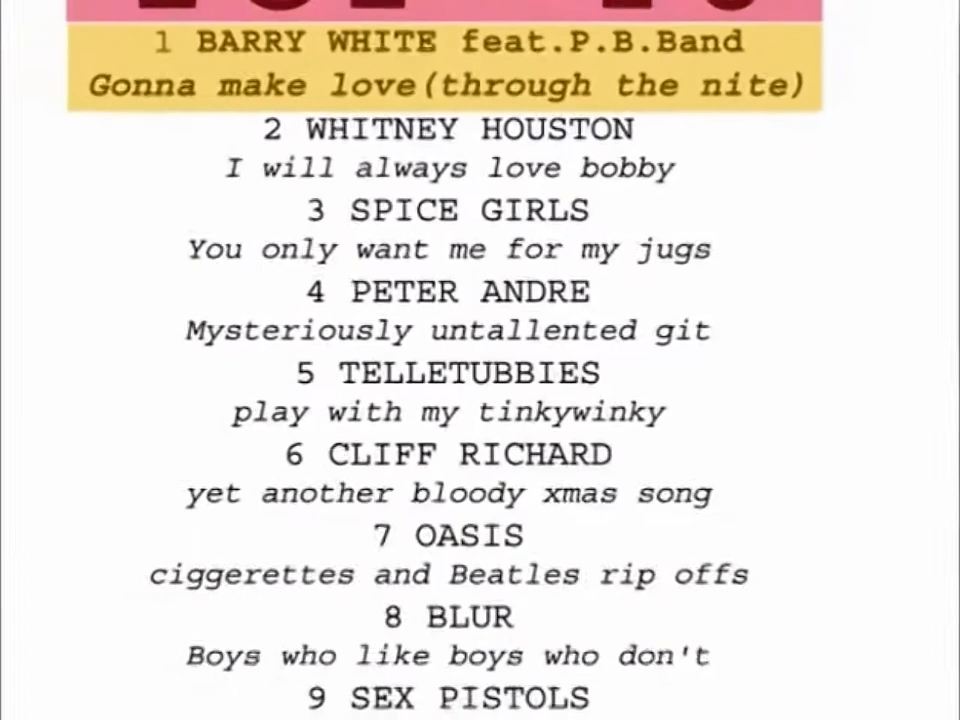 1 BARRY WHITE feat.P.B.Band
Gonna make love(through the nite)
2 WHITNEY HOUSTON
I will always love bobby
3 SPICE GIRLS
You only want me for my jugs
4 PETER ANDRE
Mysteriously untallented git
5 TELLETUBBIES
play with my tinkywinky
6 CLIFF RICHARD
yet another bloody xmas song
7 OASIS
ciggerettes and Beatles rip offs
8 BLUR
Boys who like boys who don't
9 SEX PISTOLS